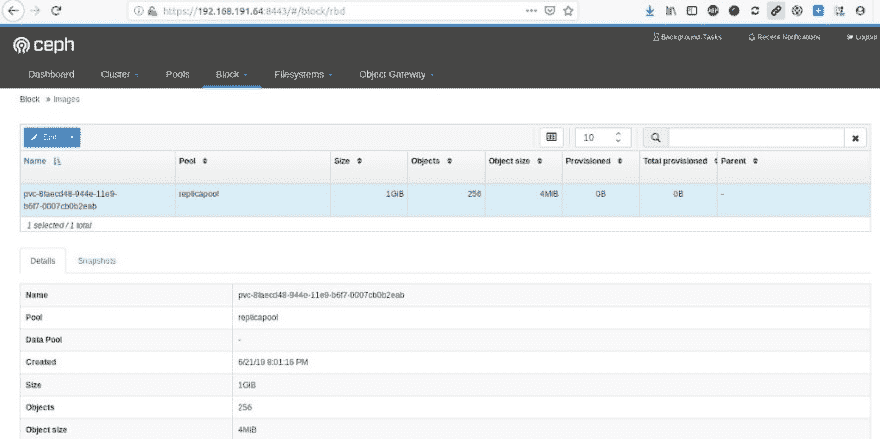 https://192.168.191.64:8443/#/block/rbd
ceph
Background-Tasks Recent Notifications Logout
Dashboard Cluster Pools Block Filesystems Object Gateway
Block » Images
Edit 10
Name Pool Size Objects Object size Provisioned Total provisioned Parent
pvc-8faecd48-944e-11e9- replicapool 1GiB 256 4MiB 0B 0B -
b6f7-0007cb0b2eab
1 selected / 1 total
Details Snapshots
Name pvc-8faecd48-944e-11e9-b6f7-0007cb0b2eab
Pool replicapool
Data Pool -
Created 6/21/19 8:01:16 PM
Size 1GiB
Objects 256
Object size 4MiB